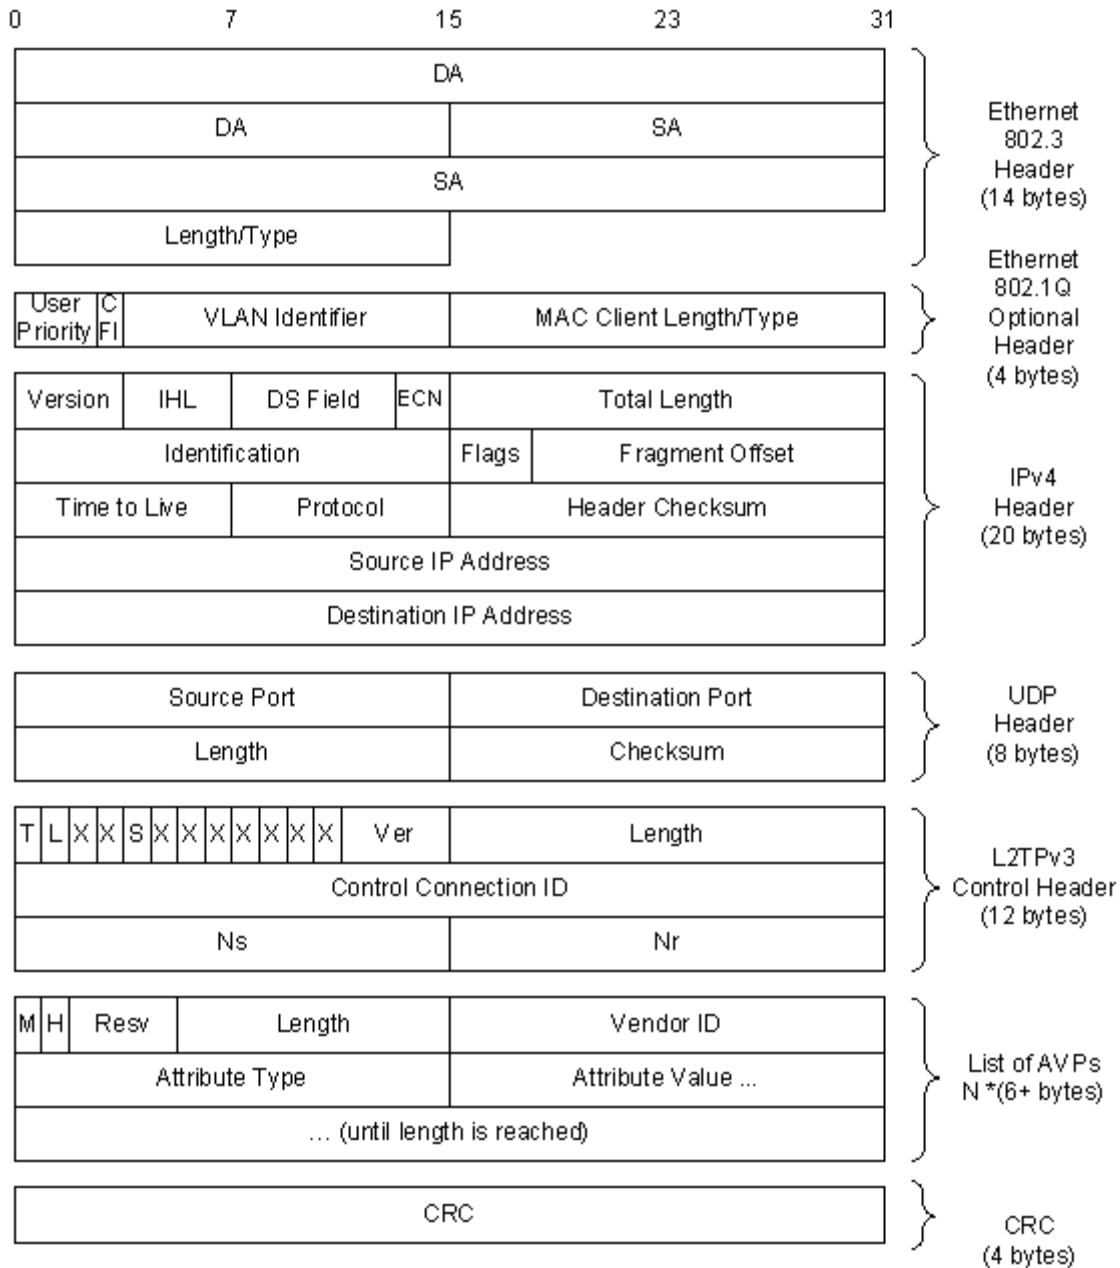 0 7 15 23 31
DA
DA SA
SA
Length/Type
Ethernet
802.3
Header
(14 bytes)
User
Priority
C
FI
VLAN Identifier MAC Client Length/Type
Ethernet
802.1Q
Optional
Header
(4 bytes)
Version IHL DS Field ECN Total Length
Identification Flags Fragment Offset
Time to Live Protocol Header Checksum
Source IP Address
Destination IP Address
IPv4
Header
(20 bytes)
Source Port Destination Port
Length Checksum
UDP
Header
(8 bytes)
T L X X S X X X X X X X Ver Length
Control Connection ID
Ns Nr
L2TPv3
Control Header
(12 bytes)
M H Resv Length Vendor ID
Attribute Type Attribute Value ...
... (until length is reached)
List of AVPs
N *(6+ bytes)
CRC
CRC
(4 bytes)